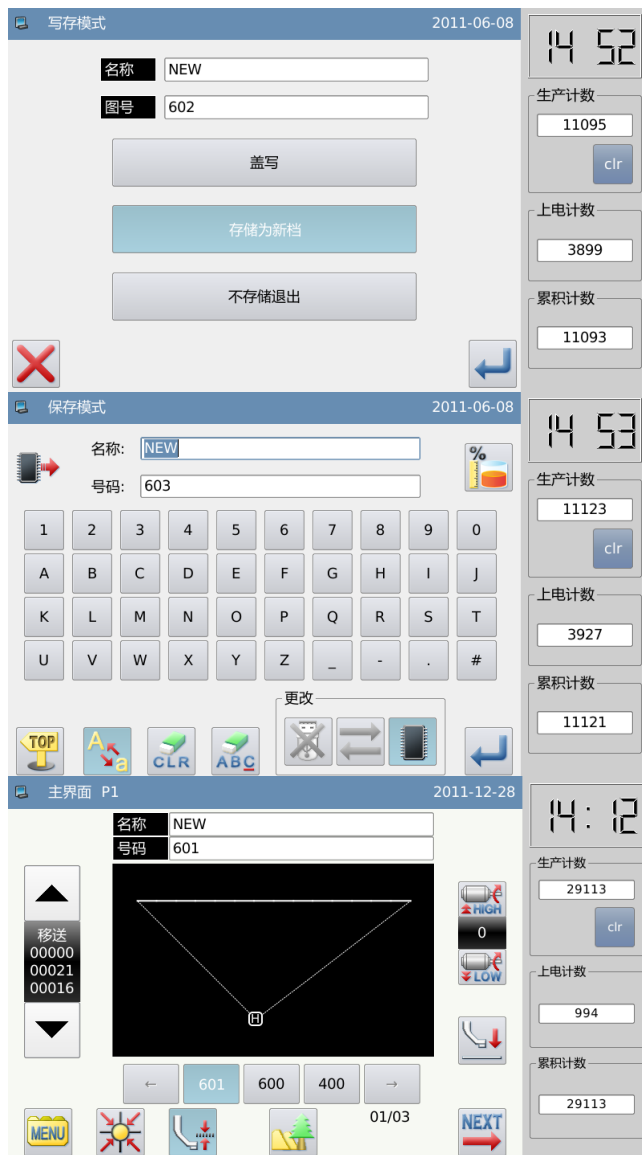 写存模式 2011-06-08
14 52
名称 NEW
图号 602
盖写
存储为新档
不存储退出
生产计数
11095
clr
上电计数
3899
累积计数
11093
保存模式 2011-06-08
14 53
名称: NEW
号码: 603
%
1 2 3 4 5 6 7 8 9 0
A B C D E F G H I J
K L M N O P Q R S T
U V W X Y Z _ - . #
更改
TOP A a CLR ABC
生产计数
11123
clr
上电计数
3927
累积计数
11121
主界面 P1 2011-12-28
14: 12
名称 NEW
号码 601
移送
00000
00021
00016
H
HIGH
0
LOW
← 601 600 400 →
01/03
MENU NEXT
生产计数
29113
clr
上电计数
994
累积计数
29113